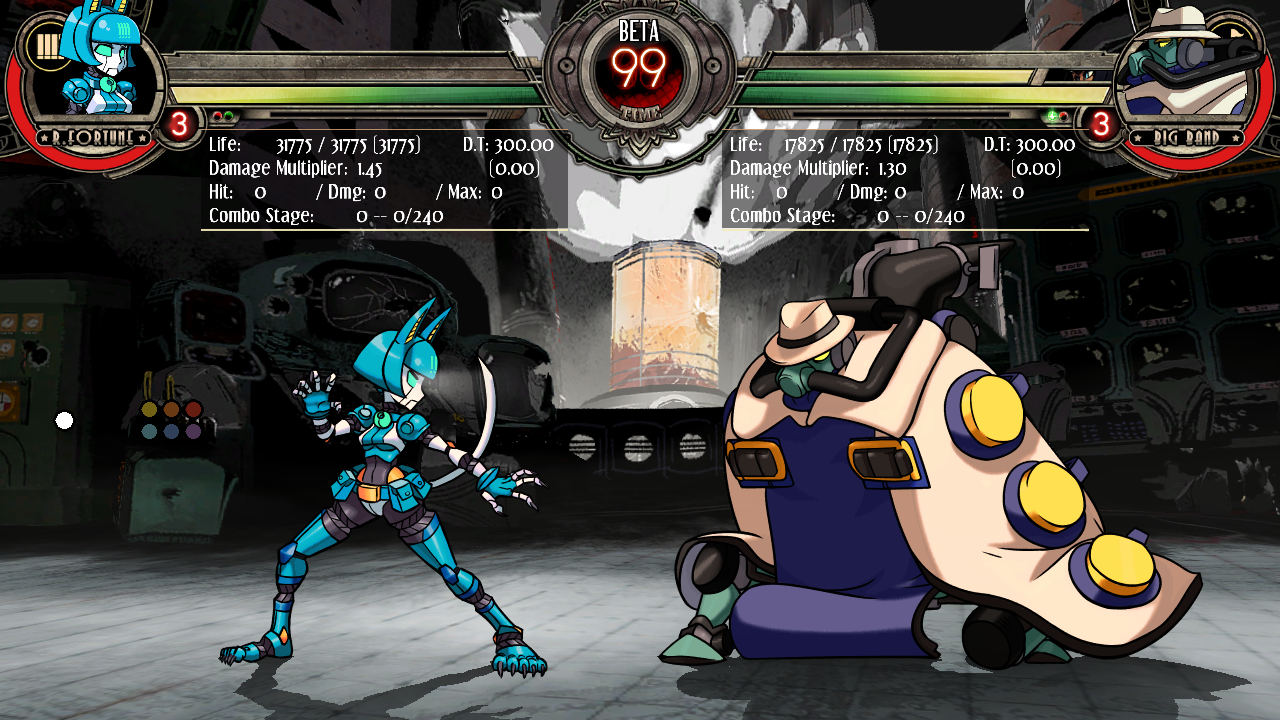 BETA
99
TIME
R.FORTUNE
3
3
BIG BAND
Life: 31775 / 31775 (31775) D.T: 300.00
Damage Multiplier: 1.45 (0.00)
Hit: 0 / Dmg: 0 / Max: 0
Combo Stage: 0 -- 0/240
Life: 17825 / 17825 (17825) D.T: 300.00
Damage Multiplier: 1.30 (0.00)
Hit: 0 / Dmg: 0 / Max: 0
Combo Stage: 0 -- 0/240